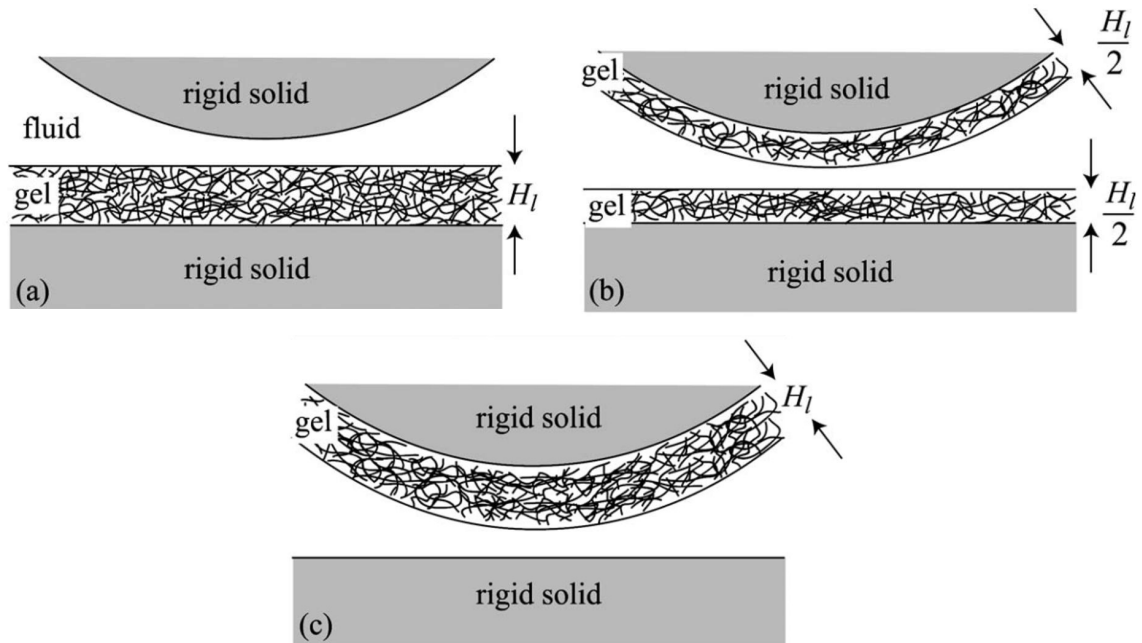 rigid solid
fluid
gel
H_l
rigid solid
(a)
gel
rigid solid
H_l/2
gel
H_l/2
rigid solid
(b)
gel
rigid solid
H_l
rigid solid
(c)